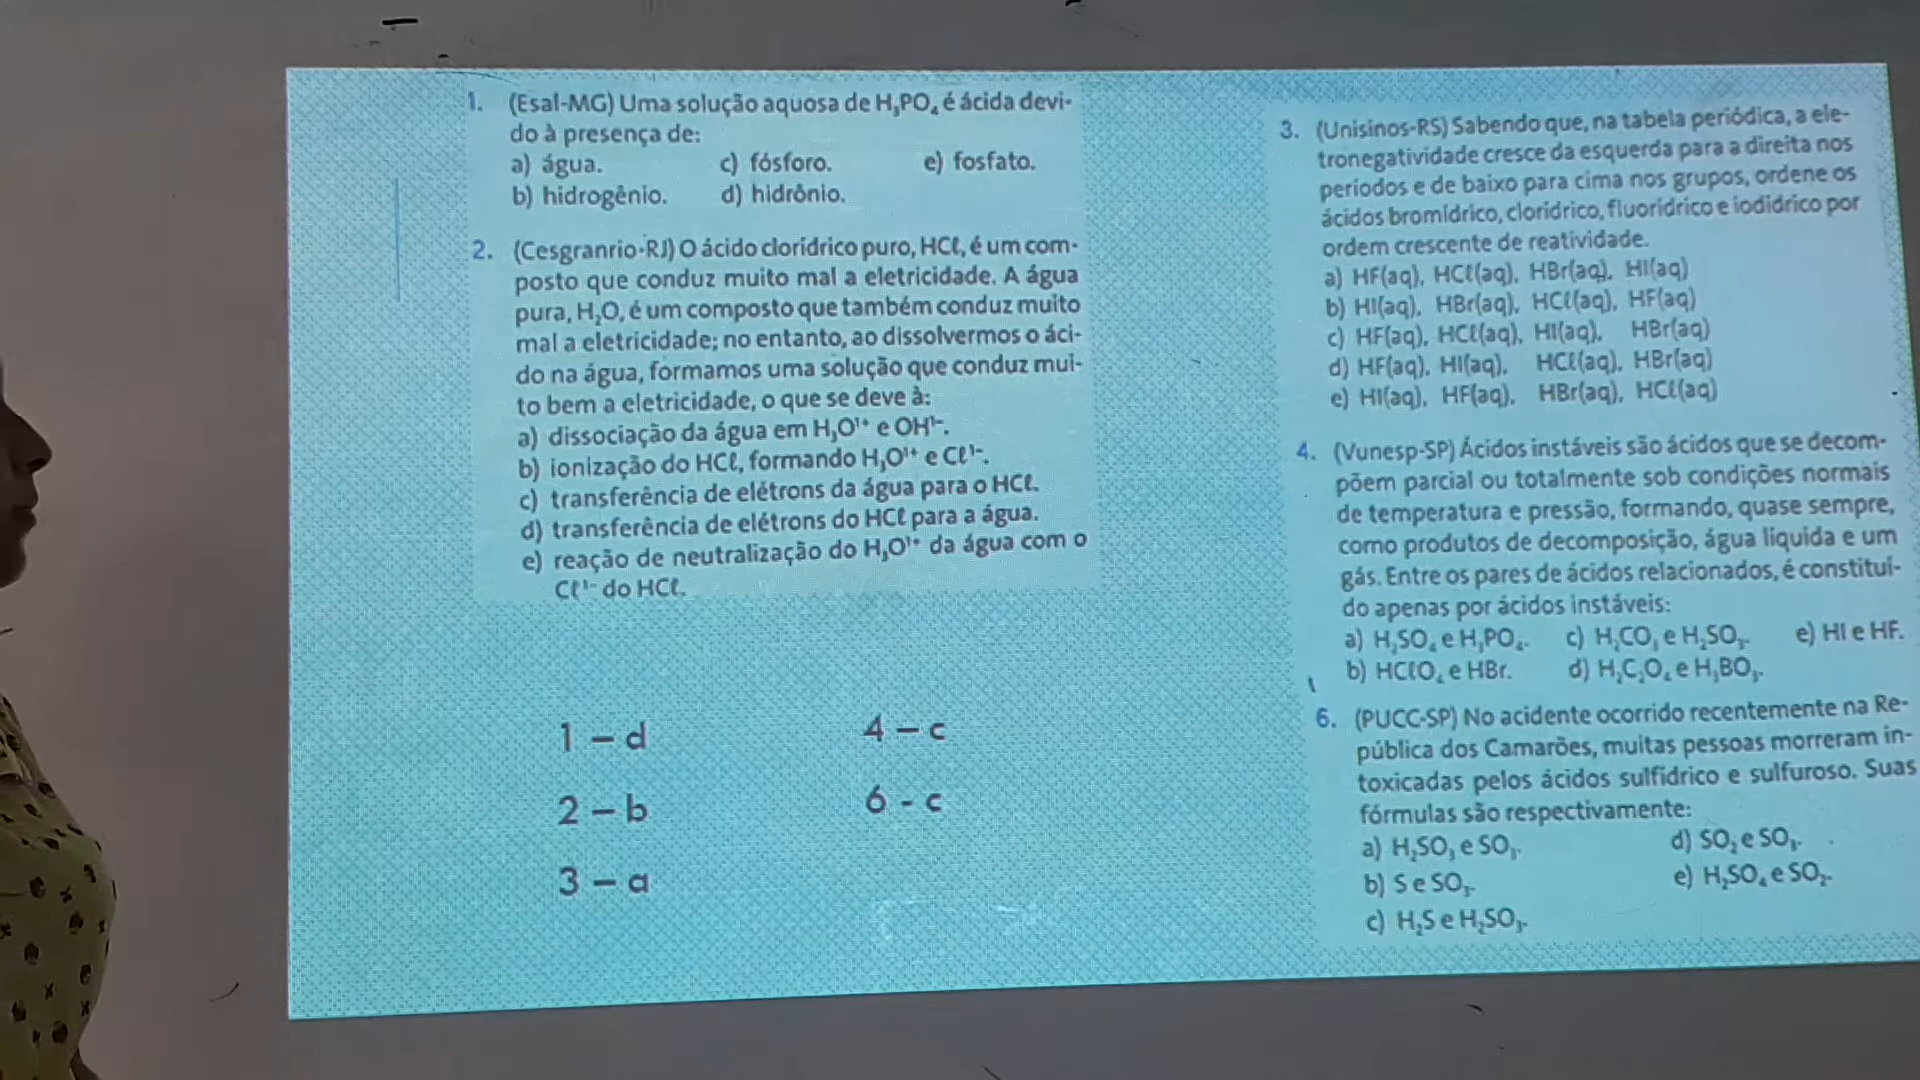 1. (Esal-MG) Uma solução aquosa de H₃PO₄ é ácida devi-
do à presença de:
a) água. c) fósforo. e) fosfato.
b) hidrogênio. d) hidrônio.
2. (Cesgranrio-RJ) O ácido clorídrico puro, HCℓ, é um com-
posto que conduz muito mal a eletricidade. A água
pura, H₂O, é um composto que também conduz muito
mal a eletricidade; no entanto, ao dissolvermos o áci-
do na água, formamos uma solução que conduz mui-
to bem a eletricidade, o que se deve à:
a) dissociação da água em H₃O¹⁺ e OH¹⁻.
b) ionização do HCℓ, formando H₃O¹⁺ e Cℓ¹⁻.
c) transferência de elétrons da água para o HCℓ.
d) transferência de elétrons do HCℓ para a água.
e) reação de neutralização do H₃O¹⁺ da água com o
Cℓ¹⁻ do HCℓ.
1 – d
2 – b
3 – a
4 – c
6 - c
3. (Unisinos-RS) Sabendo que, na tabela periódica, a ele-
tronegatividade cresce da esquerda para a direita nos
períodos e de baixo para cima nos grupos, ordene os
ácidos bromídrico, clorídrico, fluorídrico e iodídrico por
ordem crescente de reatividade.
a) HF(aq), HCℓ(aq), HBr(aq), HI(aq)
b) HI(aq), HBr(aq), HCℓ(aq), HF(aq)
c) HF(aq), HCℓ(aq), HI(aq), HBr(aq)
d) HF(aq), HI(aq), HCℓ(aq), HBr(aq)
e) HI(aq), HF(aq), HBr(aq), HCℓ(aq)
4. (Vunesp-SP) Ácidos instáveis são ácidos que se decom-
põem parcial ou totalmente sob condições normais
de temperatura e pressão, formando, quase sempre,
como produtos de decomposição, água líquida e um
gás. Entre os pares de ácidos relacionados, é constituí-
do apenas por ácidos instáveis:
a) H₂SO₄ e H₃PO₄. c) H₂CO₃ e H₂SO₃. e) HI e HF.
b) HCℓO₄ e HBr. d) H₂C₂O₄ e H₃BO₃.
6. (PUCC-SP) No acidente ocorrido recentemente na Re-
pública dos Camarões, muitas pessoas morreram in-
toxicadas pelos ácidos sulfídrico e sulfuroso. Suas
fórmulas são respectivamente:
a) H₂SO₃ e SO₃. d) SO₂ e SO₃.
b) S e SO₃. e) H₂SO₄ e SO₂.
c) H₂S e H₂SO₃.